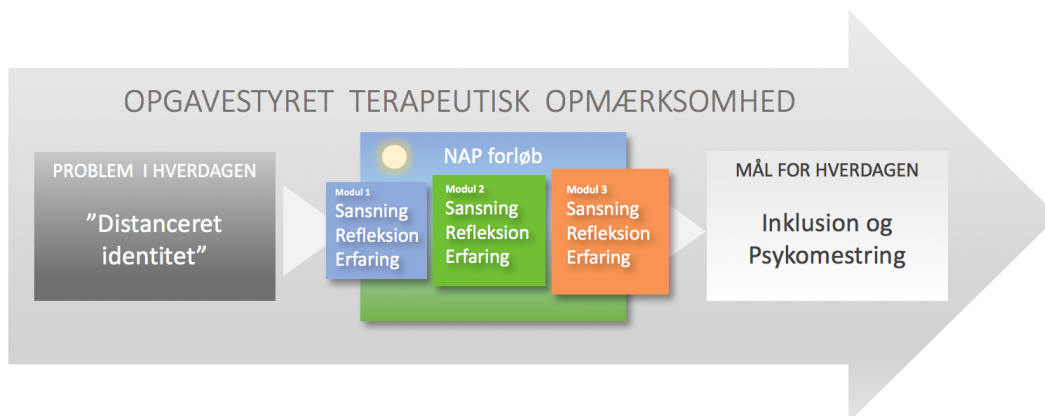 OPGAVESTYRET TERAPEUTISK OPMÆRKSOMHED
PROBLEM I HVERDAGEN
”Distanceret
identitet”
NAP forløb
Modul 1
Sansning
Refleksion
Erfaring
Modul 2
Sansning
Refleksion
Erfaring
Modul 3
Sansning
Refleksion
Erfaring
MÅL FOR HVERDAGEN
Inklusion og
Psykomestring